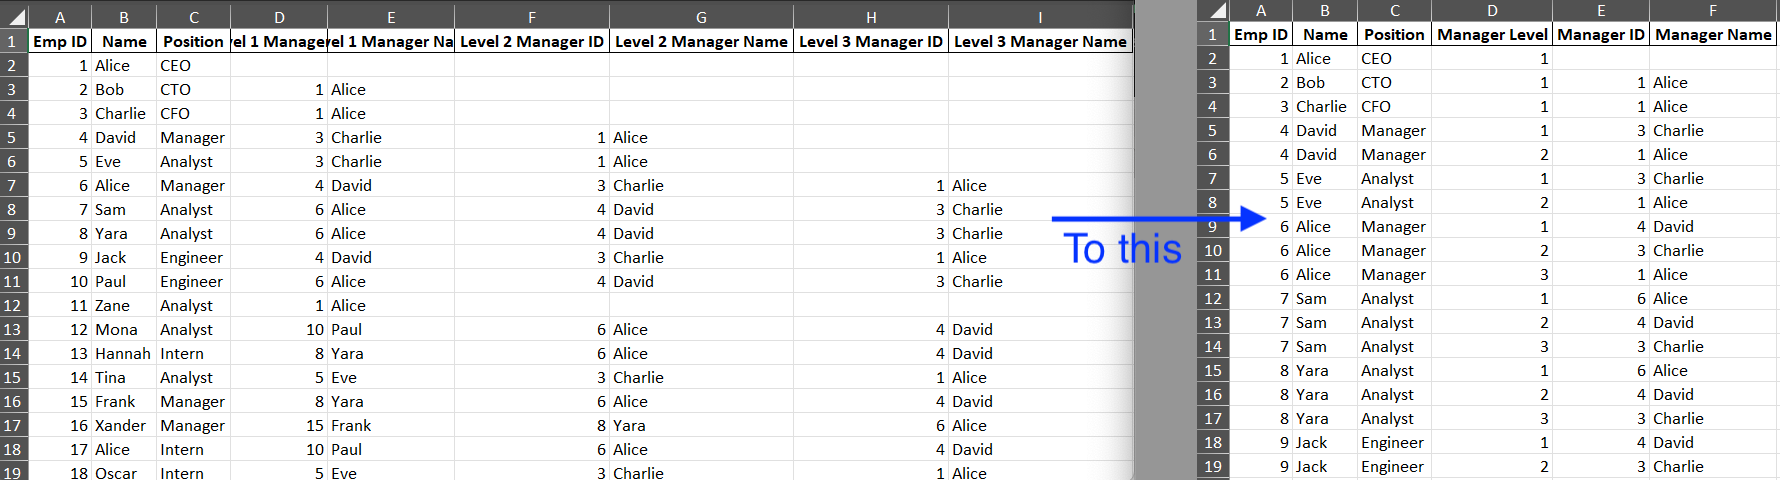 A B C D E F G H I
1 Emp ID Name Position vel 1 Manager vel 1 Manager Na Level 2 Manager ID Level 2 Manager Name Level 3 Manager ID Level 3 Manager Name
2 1 Alice CEO
3 2 Bob CTO 1 Alice
4 3 Charlie CFO 1 Alice
5 4 David Manager 3 Charlie 1 Alice
6 5 Eve Analyst 3 Charlie 1 Alice
7 6 Alice Manager 4 David 3 Charlie 1 Alice
8 7 Sam Analyst 6 Alice 4 David 3 Charlie
9 8 Yara Analyst 6 Alice 4 David 3 Charlie
10 9 Jack Engineer 4 David 3 Charlie 1 Alice
11 10 Paul Engineer 6 Alice 4 David 3 Charlie
12 11 Zane Analyst 1 Alice
13 12 Mona Analyst 10 Paul 6 Alice 4 David
14 13 Hannah Intern 8 Yara 6 Alice 4 David
15 14 Tina Analyst 5 Eve 3 Charlie 1 Alice
16 15 Frank Manager 8 Yara 6 Alice 4 David
17 16 Xander Manager 15 Frank 8 Yara 6 Alice
18 17 Alice Intern 10 Paul 6 Alice 4 David
19 18 Oscar Intern 5 Eve 3 Charlie 1 Alice
To this
A B C D E F
1 Emp ID Name Position Manager Level Manager ID Manager Name
2 1 Alice CEO 1
3 2 Bob CTO 1 1 Alice
4 3 Charlie CFO 1 1 Alice
5 4 David Manager 1 3 Charlie
6 4 David Manager 2 1 Alice
7 5 Eve Analyst 1 3 Charlie
8 5 Eve Analyst 2 1 Alice
9 6 Alice Manager 1 4 David
10 6 Alice Manager 2 3 Charlie
11 6 Alice Manager 3 1 Alice
12 7 Sam Analyst 1 6 Alice
13 7 Sam Analyst 2 4 David
14 7 Sam Analyst 3 3 Charlie
15 8 Yara Analyst 1 6 Alice
16 8 Yara Analyst 2 4 David
17 8 Yara Analyst 3 3 Charlie
18 9 Jack Engineer 1 4 David
19 9 Jack Engineer 2 3 Charlie